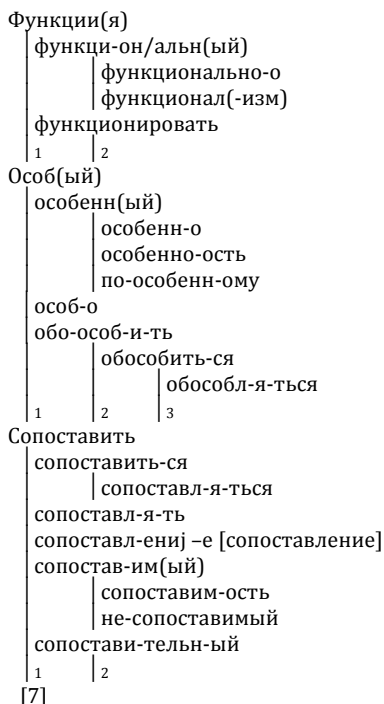 Функции(я)
функци-он/альн(ый)
функционально-о
функционал(-изм)
функционировать
1 2
Особ(ый)
особенн(ый)
особенн-о
особенно-ость
по-особенн-ому
особ-о
обо-особ-и-ть
обособить-ся
обособл-я-ться
1 2 3
Сопоставить
сопоставить-ся
сопоставл-я-ться
сопоставл-я-ть
сопоставл-ениj –е [сопоставление]
сопостав-им(ый)
сопоставим-ость
не-сопоставимый
сопостави-тельн-ый
1 2
[7]